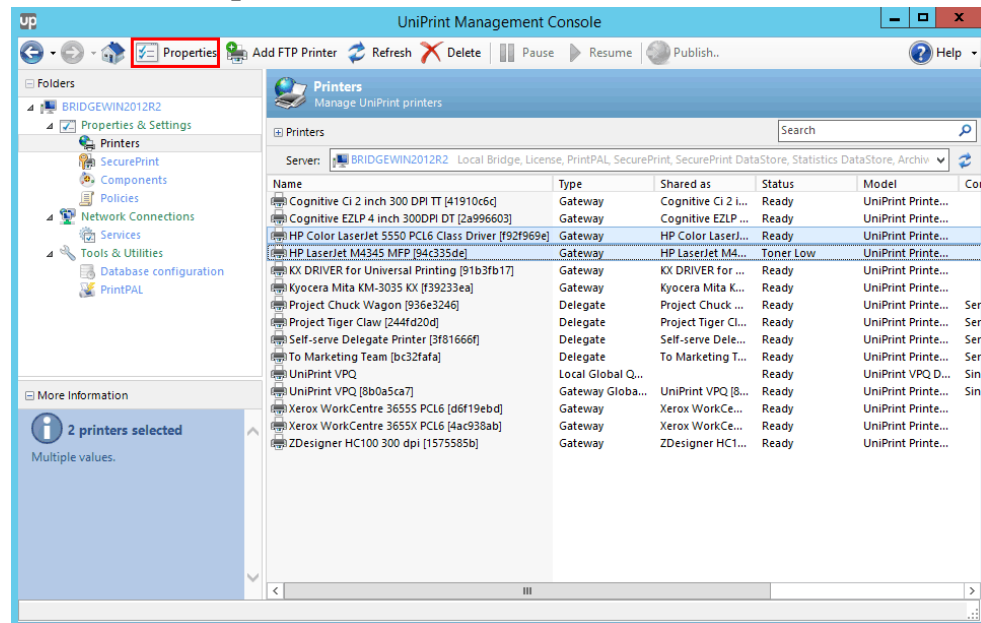 up UniPrint Management Console
Properties Add FTP Printer Refresh Delete Pause Resume Publish.. Help
Folders
BRIDGEWIN2012R2
Properties & Settings
Printers
SecurePrint
Components
Policies
Network Connections
Services
Tools & Utilities
Database configuration
PrintPAL
More Information
2 printers selected
Multiple values.
Printers
Manage UniPrint printers
Printers Search
Server: BRIDGEWIN2012R2 Local Bridge, License, PrintPAL, SecurePrint, SecurePrint DataStore, Statistics DataStore, Archiv
Name Type Shared as Status Model Cor
Cognitive Ci 2 inch 300 DPI TT [41910c6c] Gateway Cognitive Ci 2 i... Ready UniPrint Printe...
Cognitive EZLP 4 inch 300DPI DT [2a996603] Gateway Cognitive EZLP ... Ready UniPrint Printe...
HP Color LaserJet 5550 PCL6 Class Driver [f92f969e] Gateway HP Color LaserJ... Ready UniPrint Printe...
HP LaserJet M4345 MFP [94c335de] Gateway HP LaserJet M4... Toner Low UniPrint Printe...
KX DRIVER for Universal Printing [91b3fb17] Gateway KX DRIVER for ... Ready UniPrint Printe...
Kyocera Mita KM-3035 KX [f39233ea] Gateway Kyocera Mita K... Ready UniPrint Printe...
Project Chuck Wagon [936e3246] Delegate Project Chuck ... Ready UniPrint Printe... Ser
Project Tiger Claw [244fd20d] Delegate Project Tiger Cl... Ready UniPrint Printe... Ser
Self-serve Delegate Printer [3f81666f] Delegate Self-serve Dele... Ready UniPrint Printe... Ser
To Marketing Team [bc32fafa] Delegate To Marketing T... Ready UniPrint Printe... Ser
UniPrint VPQ Local Global Q... Ready UniPrint VPQ D... Sin
UniPrint VPQ [8b0a5ca7] Gateway Globa... UniPrint VPQ [8... Ready UniPrint Printe... Sin
Xerox WorkCentre 3655S PCL6 [d6f19ebd] Gateway Xerox WorkCe... Ready UniPrint Printe...
Xerox WorkCentre 3655X PCL6 [4ac938ab] Gateway Xerox WorkCe... Ready UniPrint Printe...
ZDesigner HC100 300 dpi [1575585b] Gateway ZDesigner HC1... Ready UniPrint Printe...